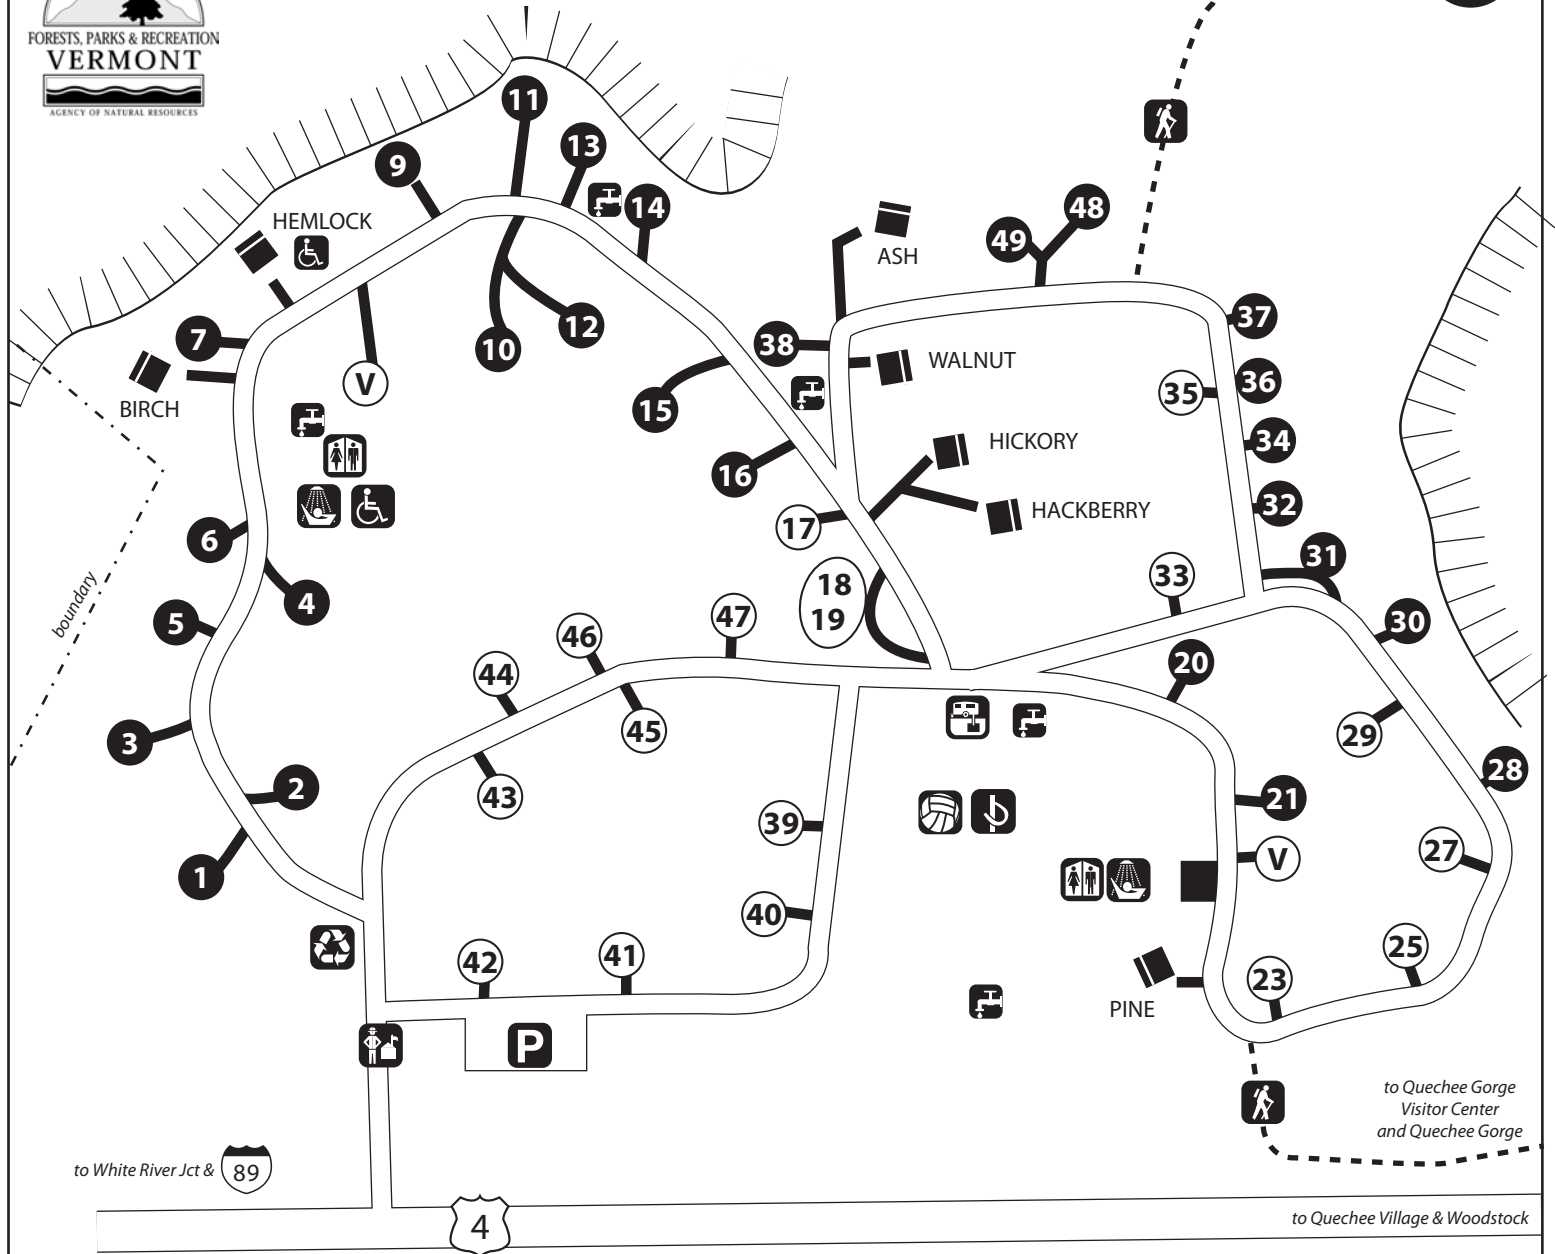 FORESTS, PARKS & RECREATION
VERMONT
AGENCY OF NATURAL RESOURCES
11
13
9
14
48
49
HEMLOCK
ASH
7
10
12
37
38
V
WALNUT
36
35
15
BIRCH
34
HICKORY
16
32
HACKBERRY
17
6
31
33
18
19
4
boundary
5
47
46
30
20
44
45
29
3
28
2
43
21
39
27
V
1
40
25
42
41
23
PINE
P
to Quechee Gorge
Visitor Center
and Quechee Gorge
to White River Jct &
89
to Quechee Village & Woodstock
4